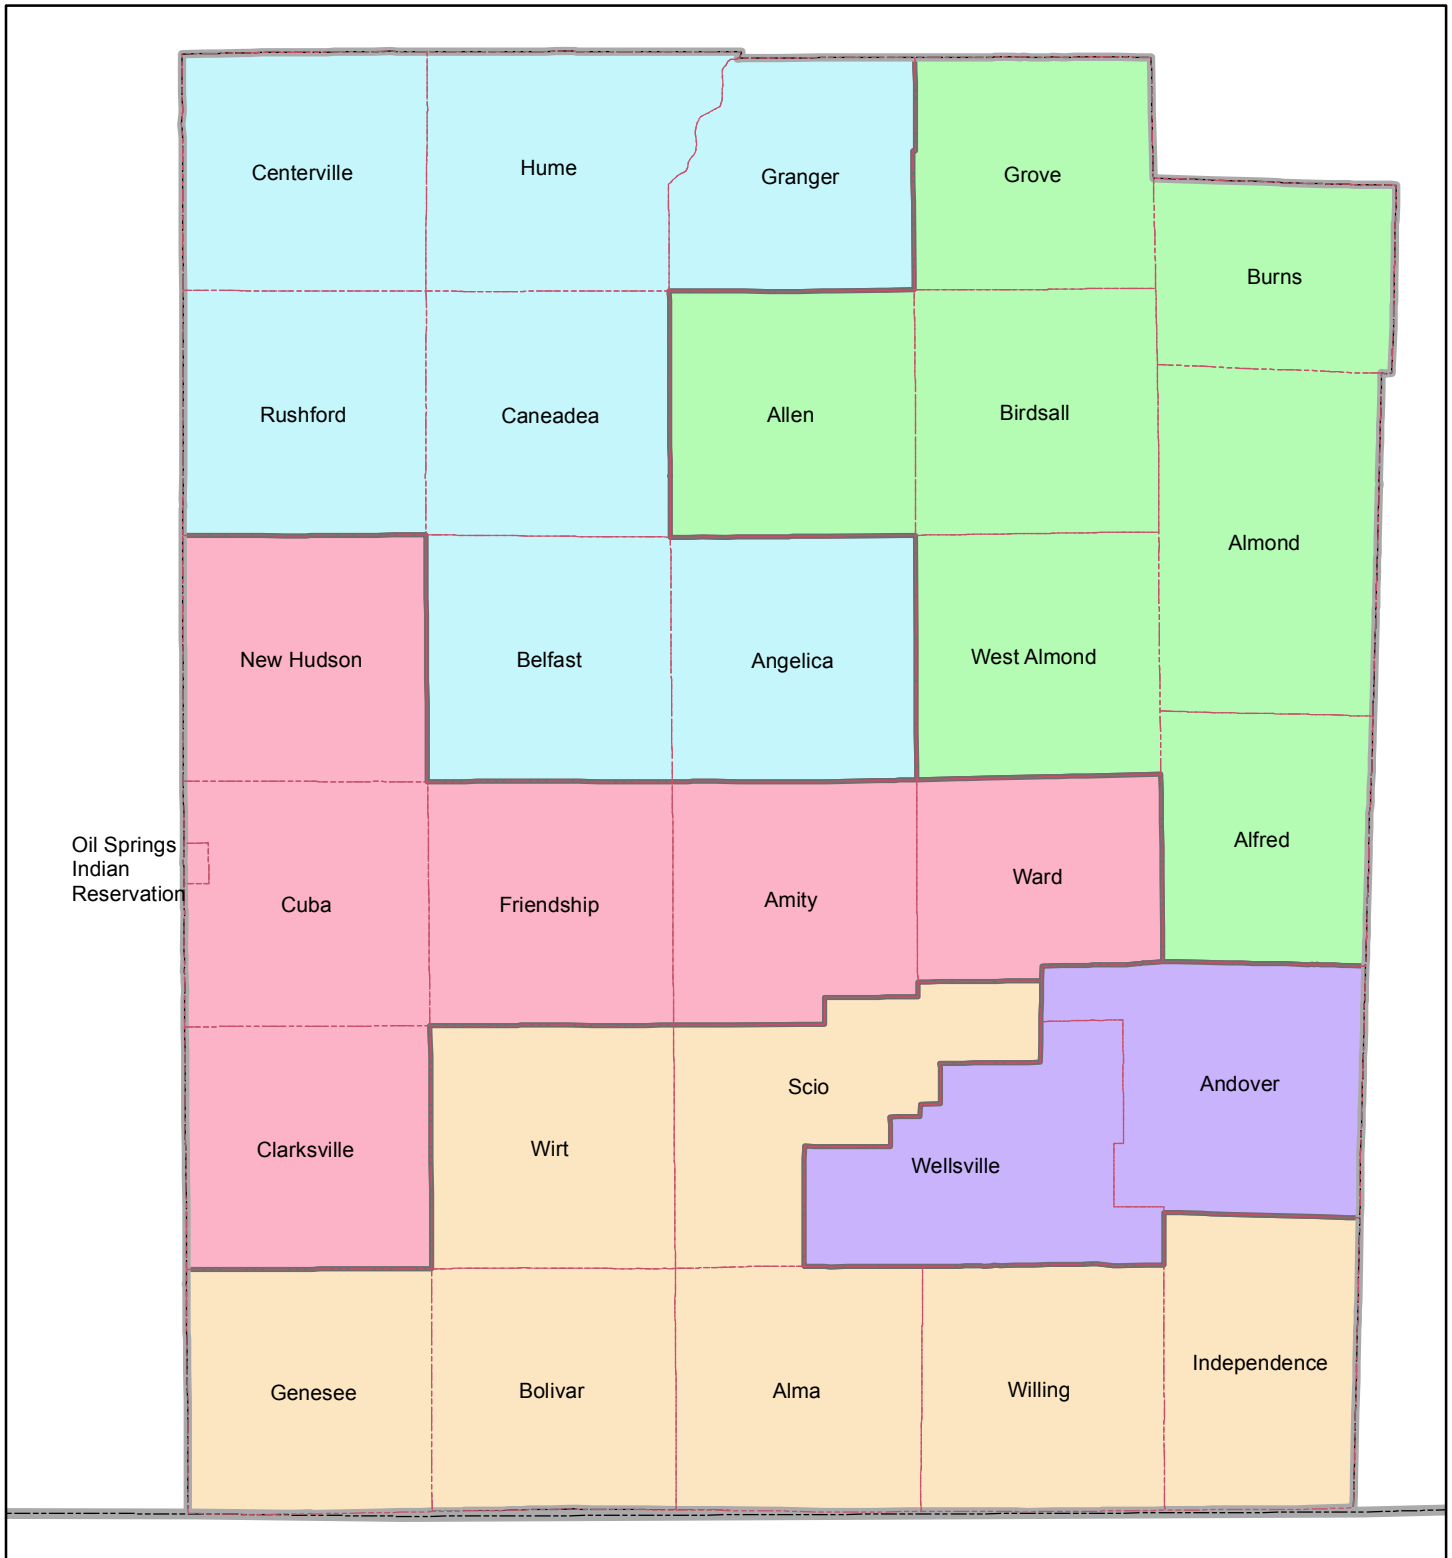 Centerville
Hume
Granger
Grove
Burns
Rushford
Caneadea
Allen
Birdsall
Almond
New Hudson
Belfast
Angelica
West Almond
Oil Springs
Indian
Reservation
Cuba
Friendship
Amity
Ward
Alfred
Clarksville
Wirt
Scio
Wellsville
Andover
Genesee
Bolivar
Alma
Willing
Independence